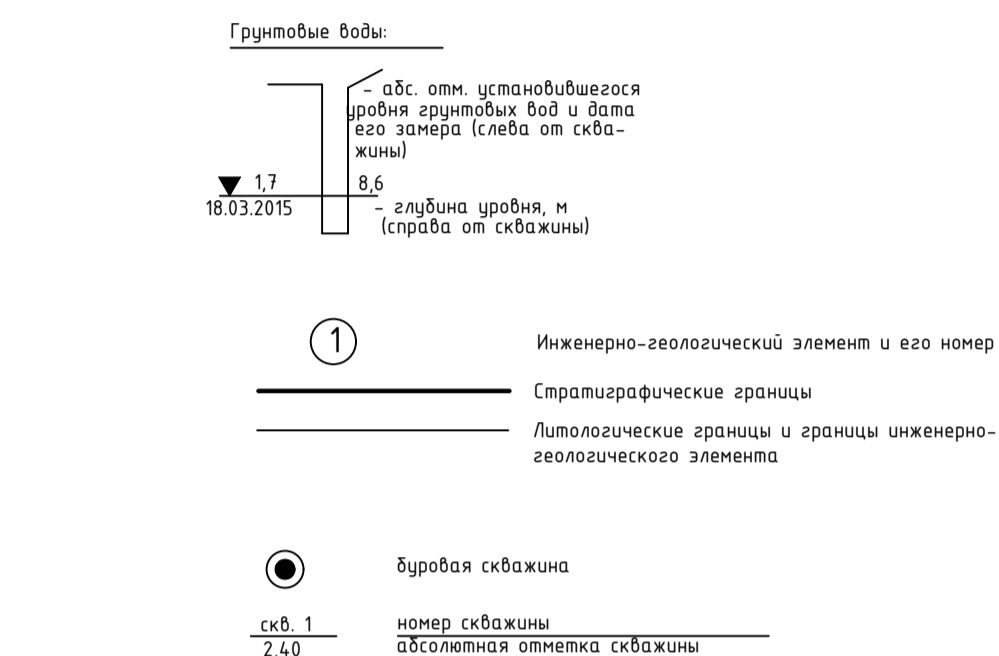 Грунтовые воды:
- абс. отм. установившегося
уровня грунтовых вод и дата
его замера (слева от сква-
жины)
1,7
8,6
18.03.2015
- глубина уровня, м
(справа от скважины)
1
Инженерно-геологический элемент и его номер
Стратиграфические границы
Литологические границы и границы инженерно-
геологического элемента
буровая скважина
скв. 1
номер скважины
2.40
абсолютная отметка скважины